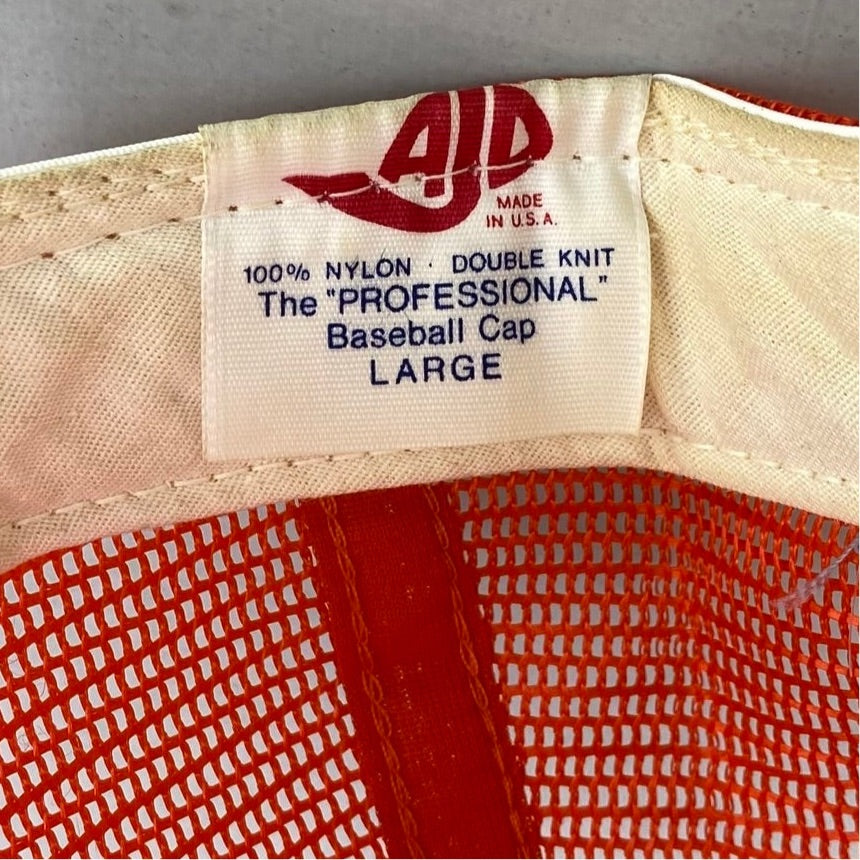 AJD
MADE
IN U.S.A.
100% NYLON · DOUBLE KNIT
The "PROFESSIONAL"
Baseball Cap
LARGE